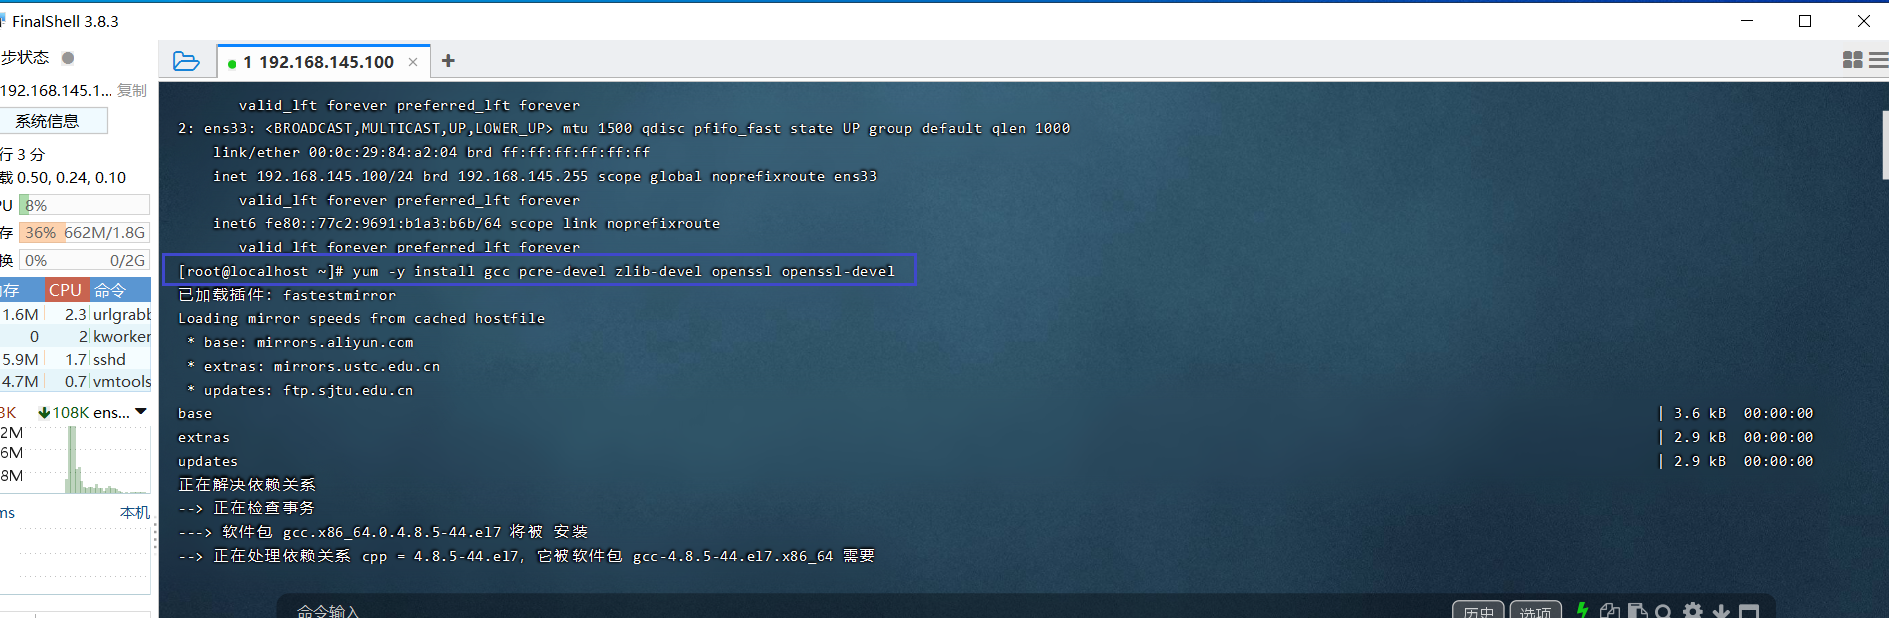 FinalShell 3.8.3
步状态
1 192.168.145.100
192.168.145.1... 复制
系统信息
行 3 分
载 0.50, 0.24, 0.10
8%
存 36% 662M/1.8G
换 0% 0/2G
存 CPU 命令
1.6M 2.3 urlgrabb
0 2 kworker
5.9M 1.7 sshd
4.7M 0.7 vmtools
3K 108K ens...
2M
6M
8M
ms 本机
valid_lft forever preferred_lft forever
2: ens33: <BROADCAST,MULTICAST,UP,LOWER_UP> mtu 1500 qdisc pfifo_fast state UP group default qlen 1000
link/ether 00:0c:29:84:a2:04 brd ff:ff:ff:ff:ff:ff
inet 192.168.145.100/24 brd 192.168.145.255 scope global noprefixroute ens33
valid_lft forever preferred_lft forever
inet6 fe80::77c2:9691:b1a3:b6b/64 scope link noprefixroute
valid_lft forever preferred_lft forever
[root@localhost ~]# yum -y install gcc pcre-devel zlib-devel openssl openssl-devel
已加载插件: fastestmirror
Loading mirror speeds from cached hostfile
* base: mirrors.aliyun.com
* extras: mirrors.ustc.edu.cn
* updates: ftp.sjtu.edu.cn
base | 3.6 kB 00:00:00
extras | 2.9 kB 00:00:00
updates | 2.9 kB 00:00:00
正在解决依赖关系
--> 正在检查事务
---> 软件包 gcc.x86_64.0.4.8.5-44.el7 将被 安装
--> 正在处理依赖关系 cpp = 4.8.5-44.el7, 它被软件包 gcc-4.8.5-44.el7.x86_64 需要
命令输入
历史 选项